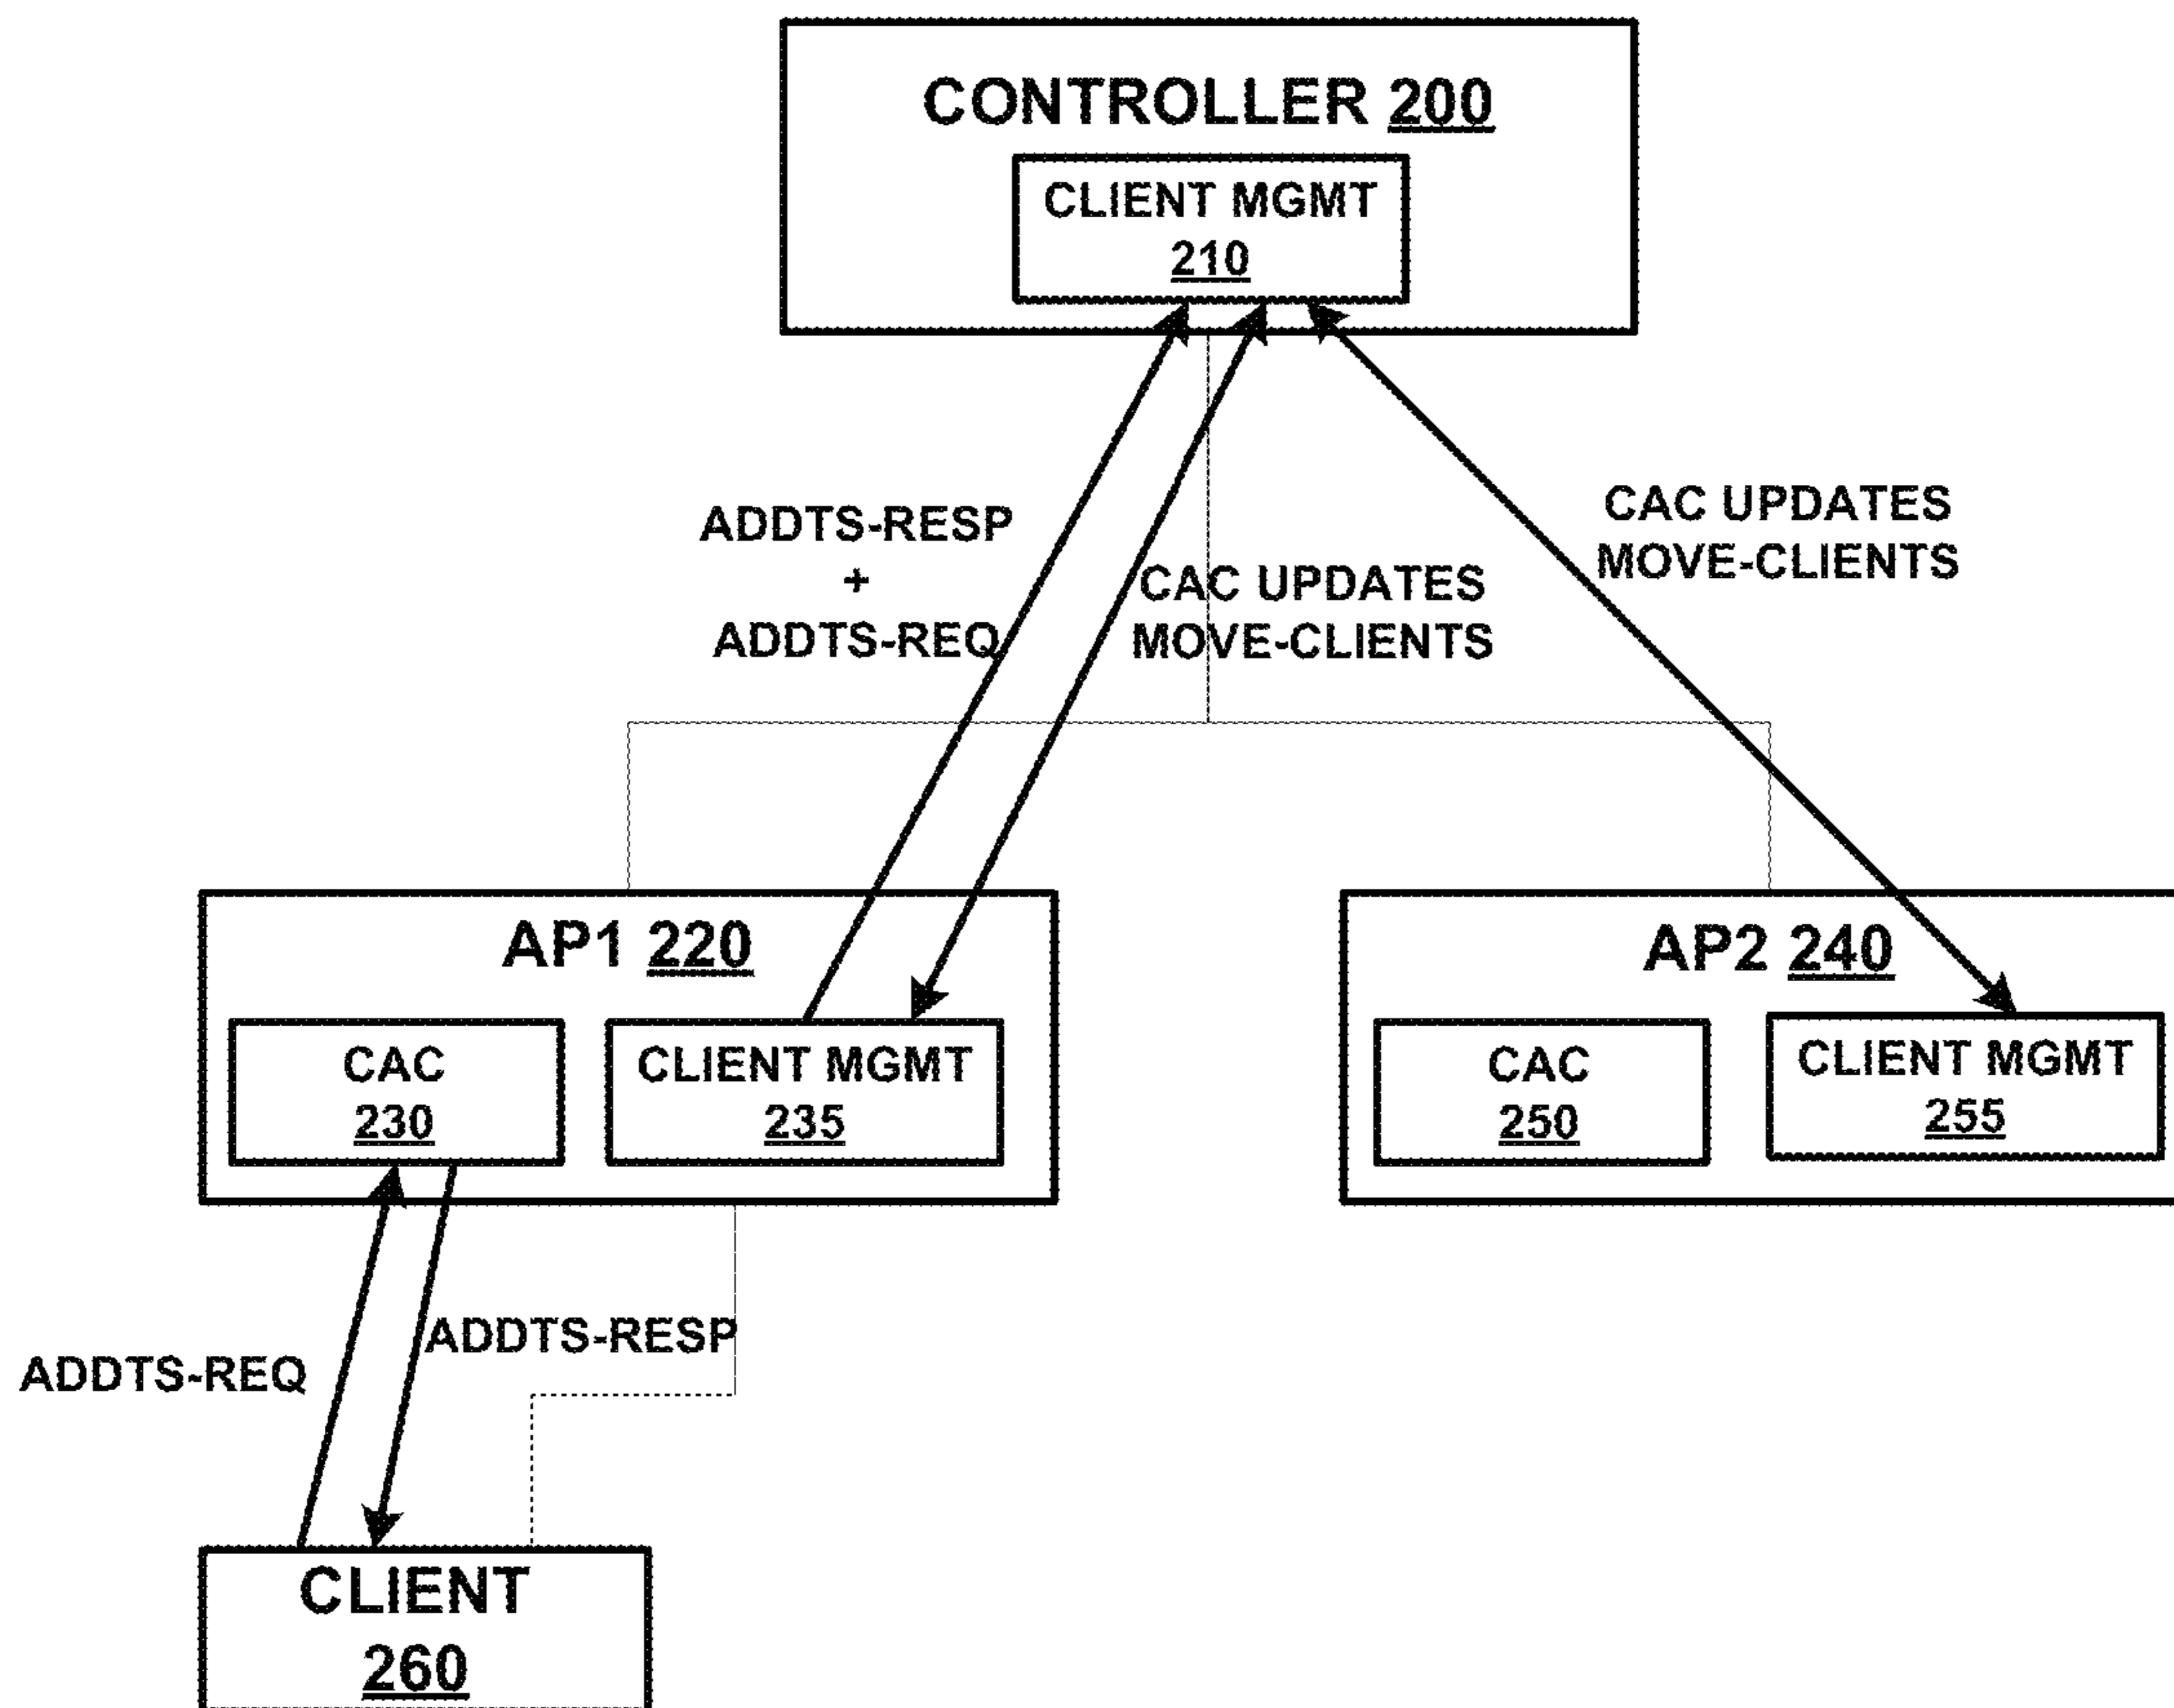 CONTROLLER 200
CLIENT MGMT
210
ADDTS-RESP
+
ADDTS-REQ
CAC UPDATES
MOVE-CLIENTS
CAC UPDATES
MOVE-CLIENTS
AP1 220
CAC
230
CLIENT MGMT
235
AP2 240
CAC
250
CLIENT MGMT
255
ADDTS-REQ
ADDTS-RESP
CLIENT
260